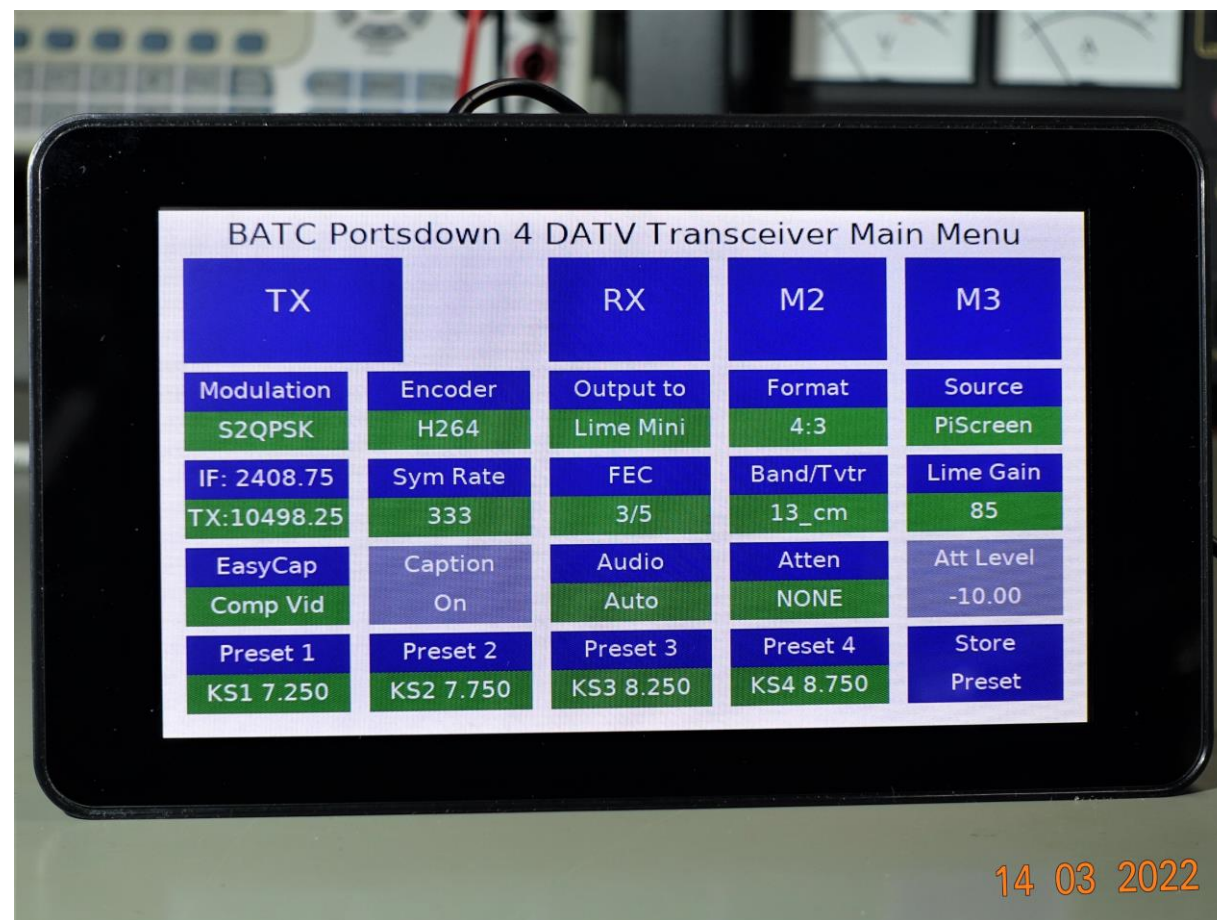 BATC Portsdown 4 DATV Transceiver Main Menu
TX RX M2 M3
Modulation Encoder Output to Format Source
S2QPSK H264 Lime Mini 4:3 PiScreen
IF: 2408.75 Sym Rate FEC Band/Tvtr Lime Gain
TX:10498.25 333 3/5 13_cm 85
EasyCap Caption Audio Atten Att Level
Comp Vid On Auto NONE -10.00
Preset 1 Preset 2 Preset 3 Preset 4 Store
KS1 7.250 KS2 7.750 KS3 8.250 KS4 8.750 Preset
V A
14 03 2022